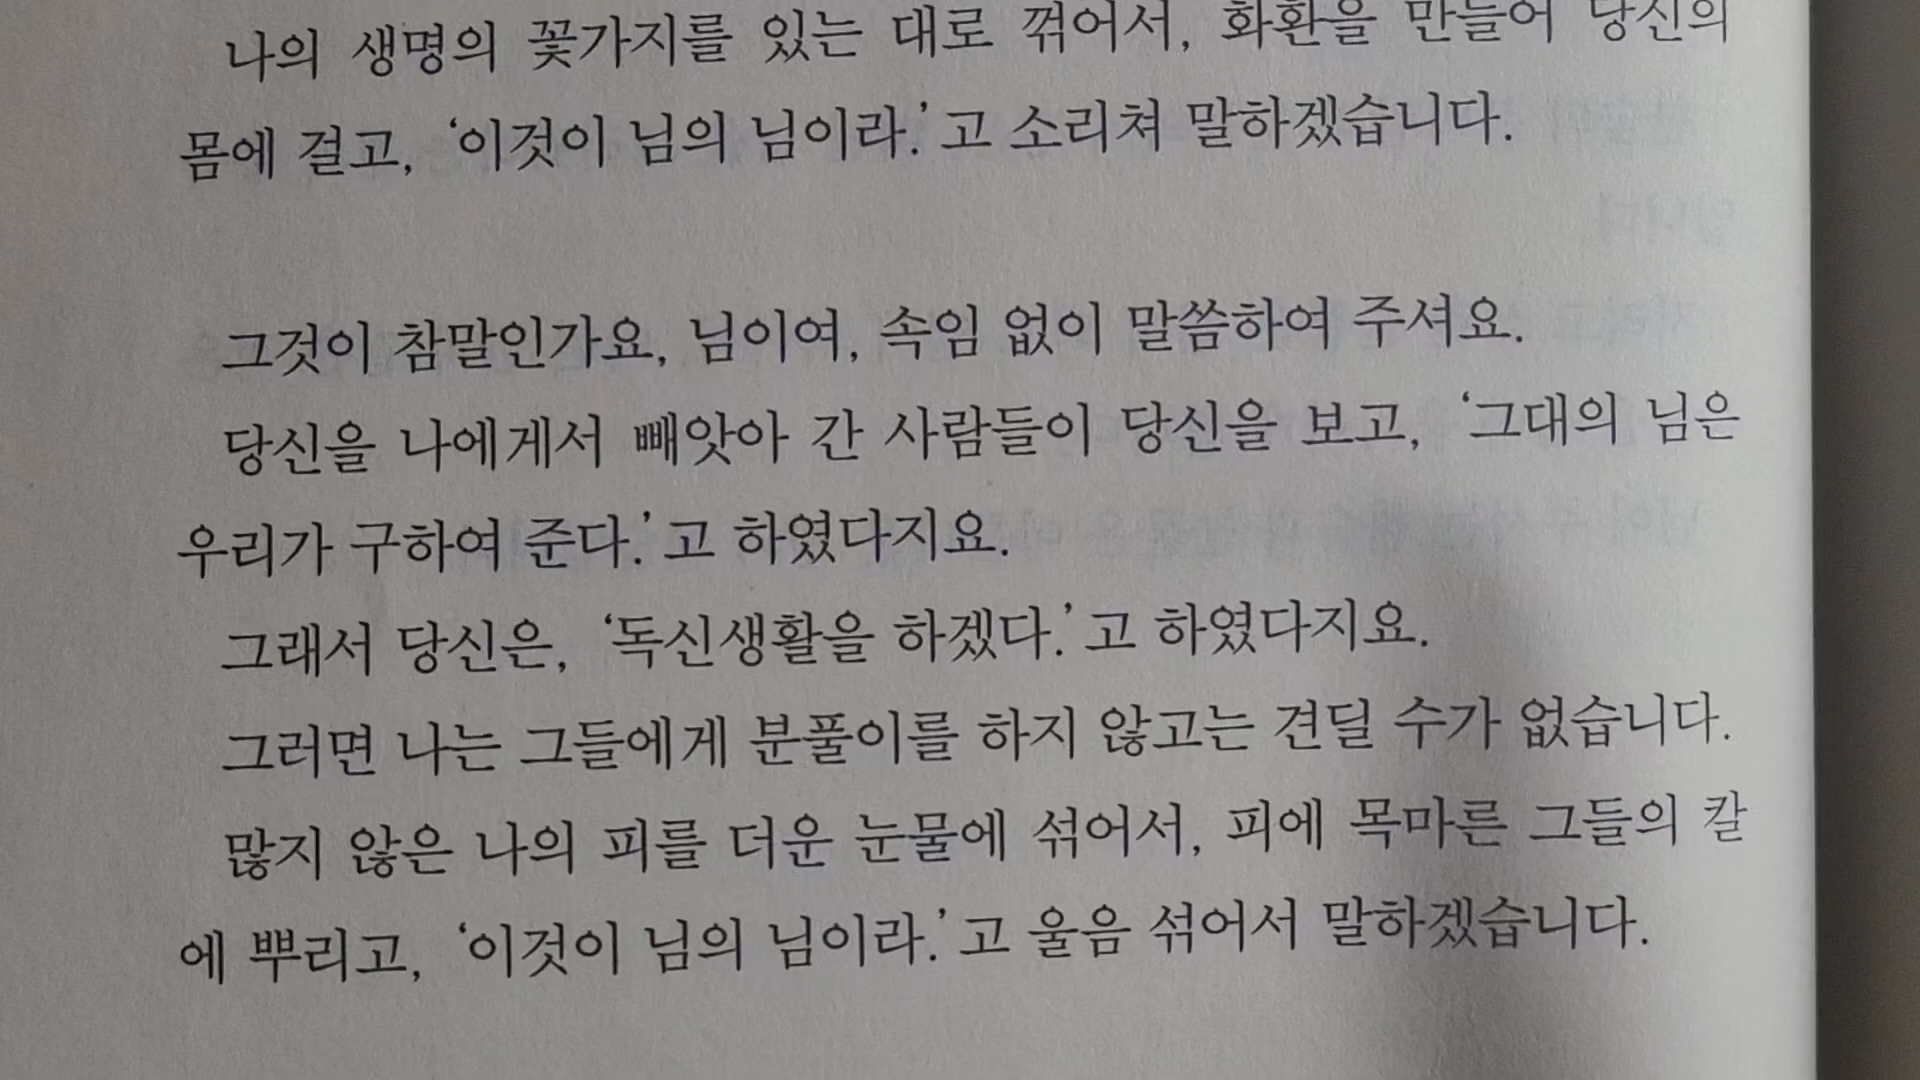 나의 생명의 꽃가지를 있는 대로 꺾어서, 화환을 만들어 당신의
몸에 걸고, ‘이것이 님의 님이라.’고 소리쳐 말하겠습니다.
그것이 참말인가요, 님이여, 속임 없이 말씀하여 주셔요.
당신을 나에게서 빼앗아 간 사람들이 당신을 보고, ‘그대의 님은
우리가 구하여 준다.’고 하였다지요.
그래서 당신은, ‘독신생활을 하겠다.’고 하였다지요.
그러면 나는 그들에게 분풀이를 하지 않고는 견딜 수가 없습니다.
많지 않은 나의 피를 더운 눈물에 섞어서, 피에 목마른 그들의 칼
에 뿌리고, ‘이것이 님의 님이라.’고 울음 섞어서 말하겠습니다.